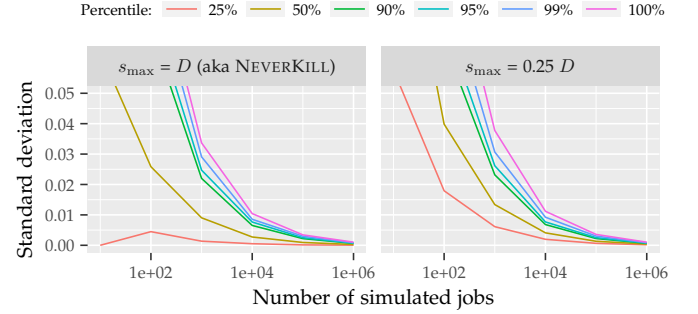 Percentile: 25% 50% 90% 95% 99% 100%
s_max = D (aka NEVERKILL) s_max = 0.25 D
Standard deviation
0.05
0.04
0.03
0.02
0.01
0.00
1e+02 1e+04 1e+06 1e+02 1e+04 1e+06
Number of simulated jobs